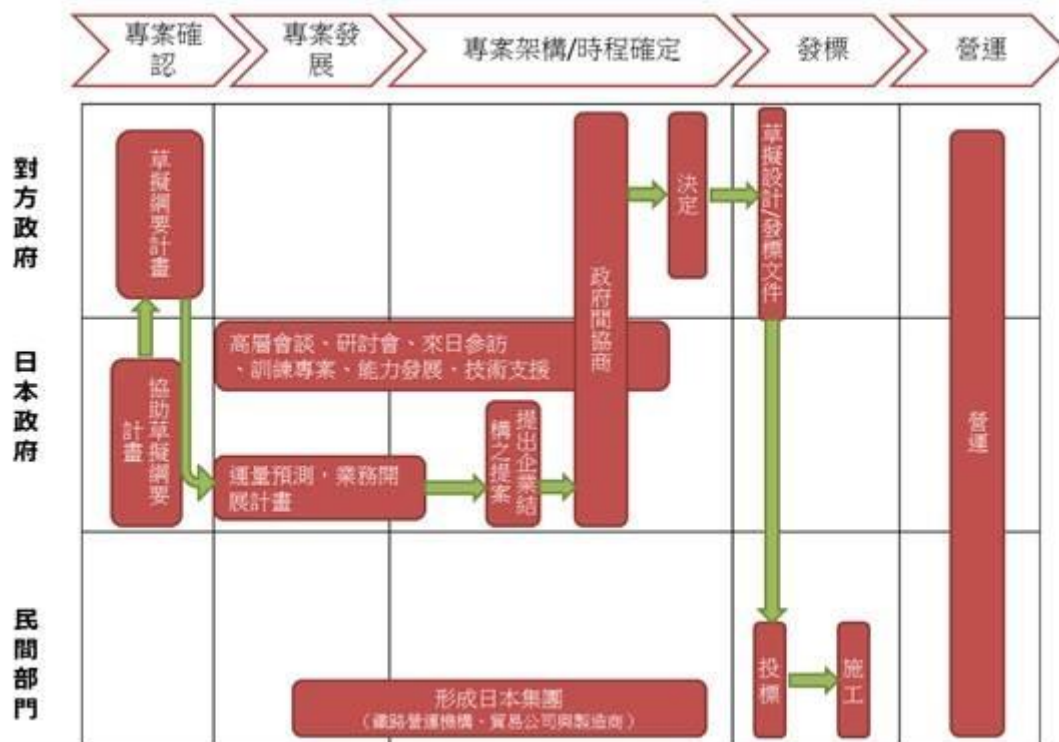 專案確
認
專案發
展
專案架構/時程確定
發標
營運
對方政府
草擬綱要計畫
政府間協商
決定
草擬設計/發標文件
營運
日本政府
協助草擬綱要
計畫
高層會談、研討會、來日參訪
、訓練專案、能力發展、技術支援
運量預測，業務開
展計畫
提出企業結
構之提案
民間部門
形成日本集團
（鐵路營運機構、貿易公司與製造商）
投標
施工